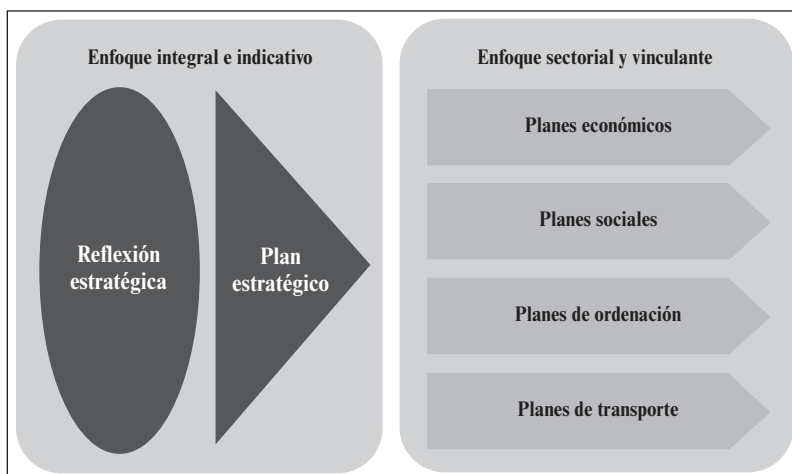 Enfoque integral e indicativo
Reflexión
estratégica
Plan
estratégico
Enfoque sectorial y vinculante
Planes económicos
Planes sociales
Planes de ordenación
Planes de transporte